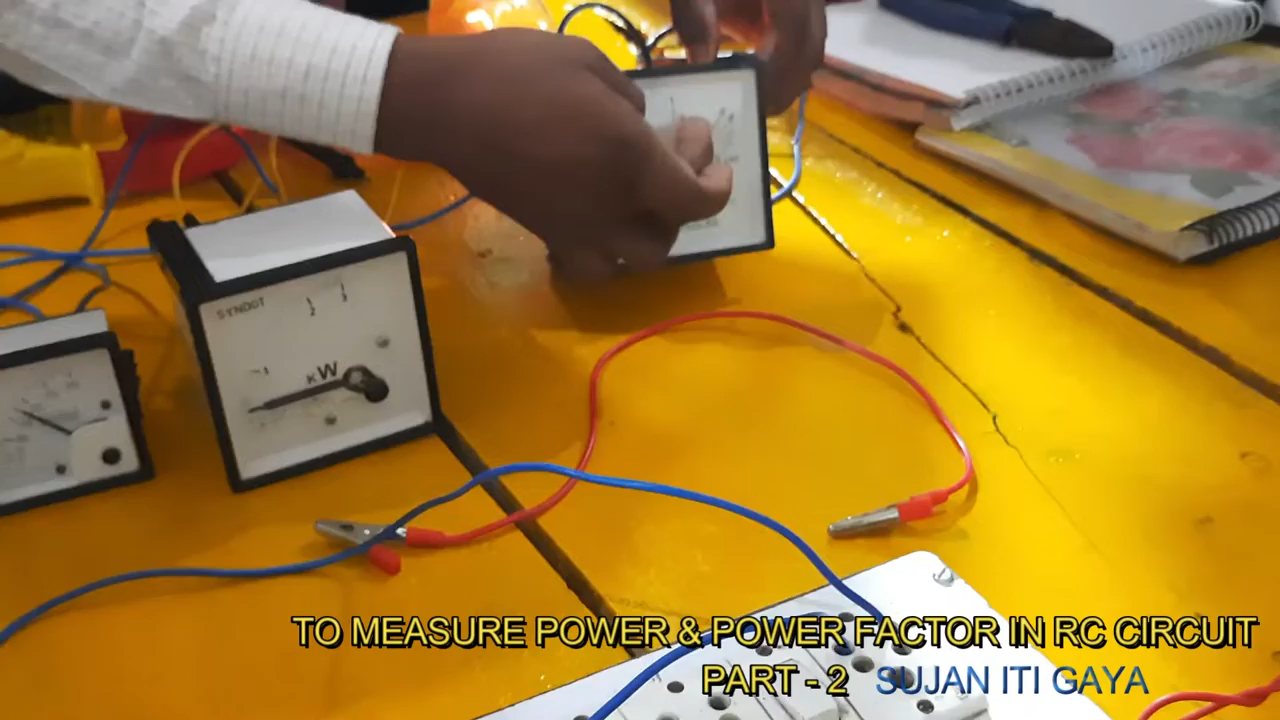 SYNDOT
KW
TO MEASURE POWER & POWER FACTOR IN RC CIRCUIT
PART - 2 SUJAN ITI GAYA